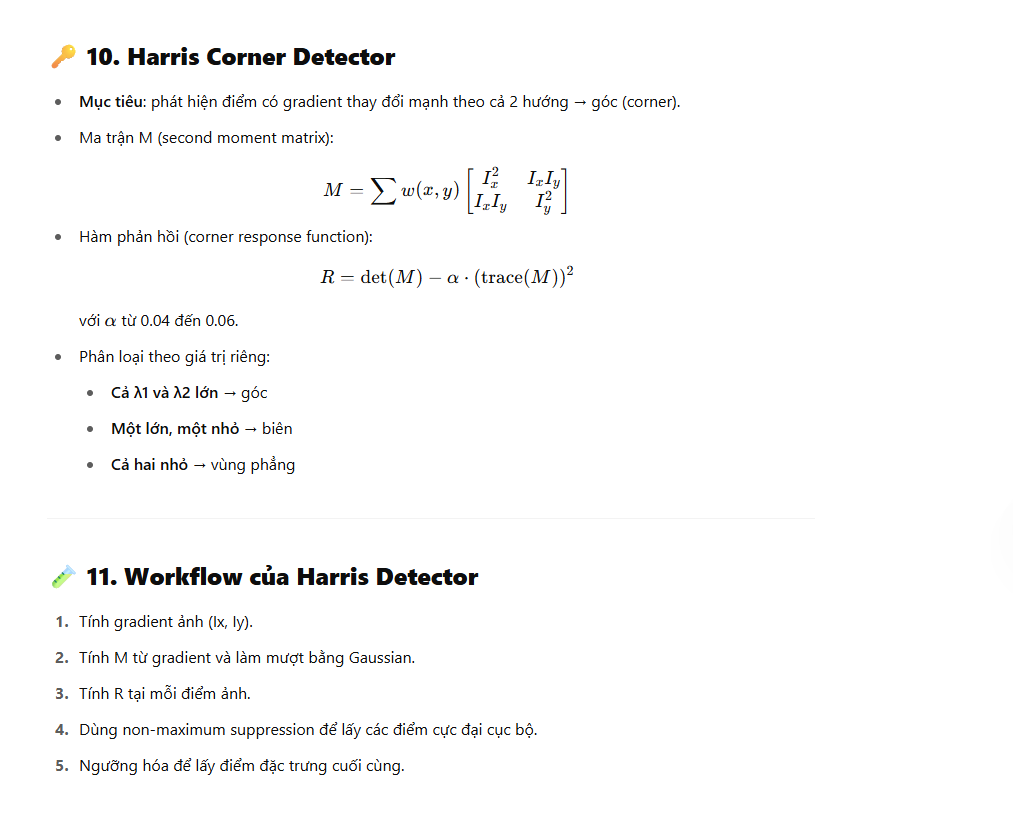 🔑 10. Harris Corner Detector
• Mục tiêu: phát hiện điểm có gradient thay đổi mạnh theo cả 2 hướng → góc (corner).
• Ma trận M (second moment matrix):
M = ∑ w(x, y) [ I_x^2  I_xI_y ; I_xI_y  I_y^2 ]
• Hàm phản hồi (corner response function):
R = det(M) − α · (trace(M))^2
với α từ 0.04 đến 0.06.
• Phân loại theo giá trị riêng:
• Cả λ1 và λ2 lớn → góc
• Một lớn, một nhỏ → biên
• Cả hai nhỏ → vùng phẳng
🧪 11. Workflow của Harris Detector
1. Tính gradient ảnh (Ix, Iy).
2. Tính M từ gradient và làm mượt bằng Gaussian.
3. Tính R tại mỗi điểm ảnh.
4. Dùng non-maximum suppression để lấy các điểm cực đại cục bộ.
5. Ngưỡng hóa để lấy điểm đặc trưng cuối cùng.